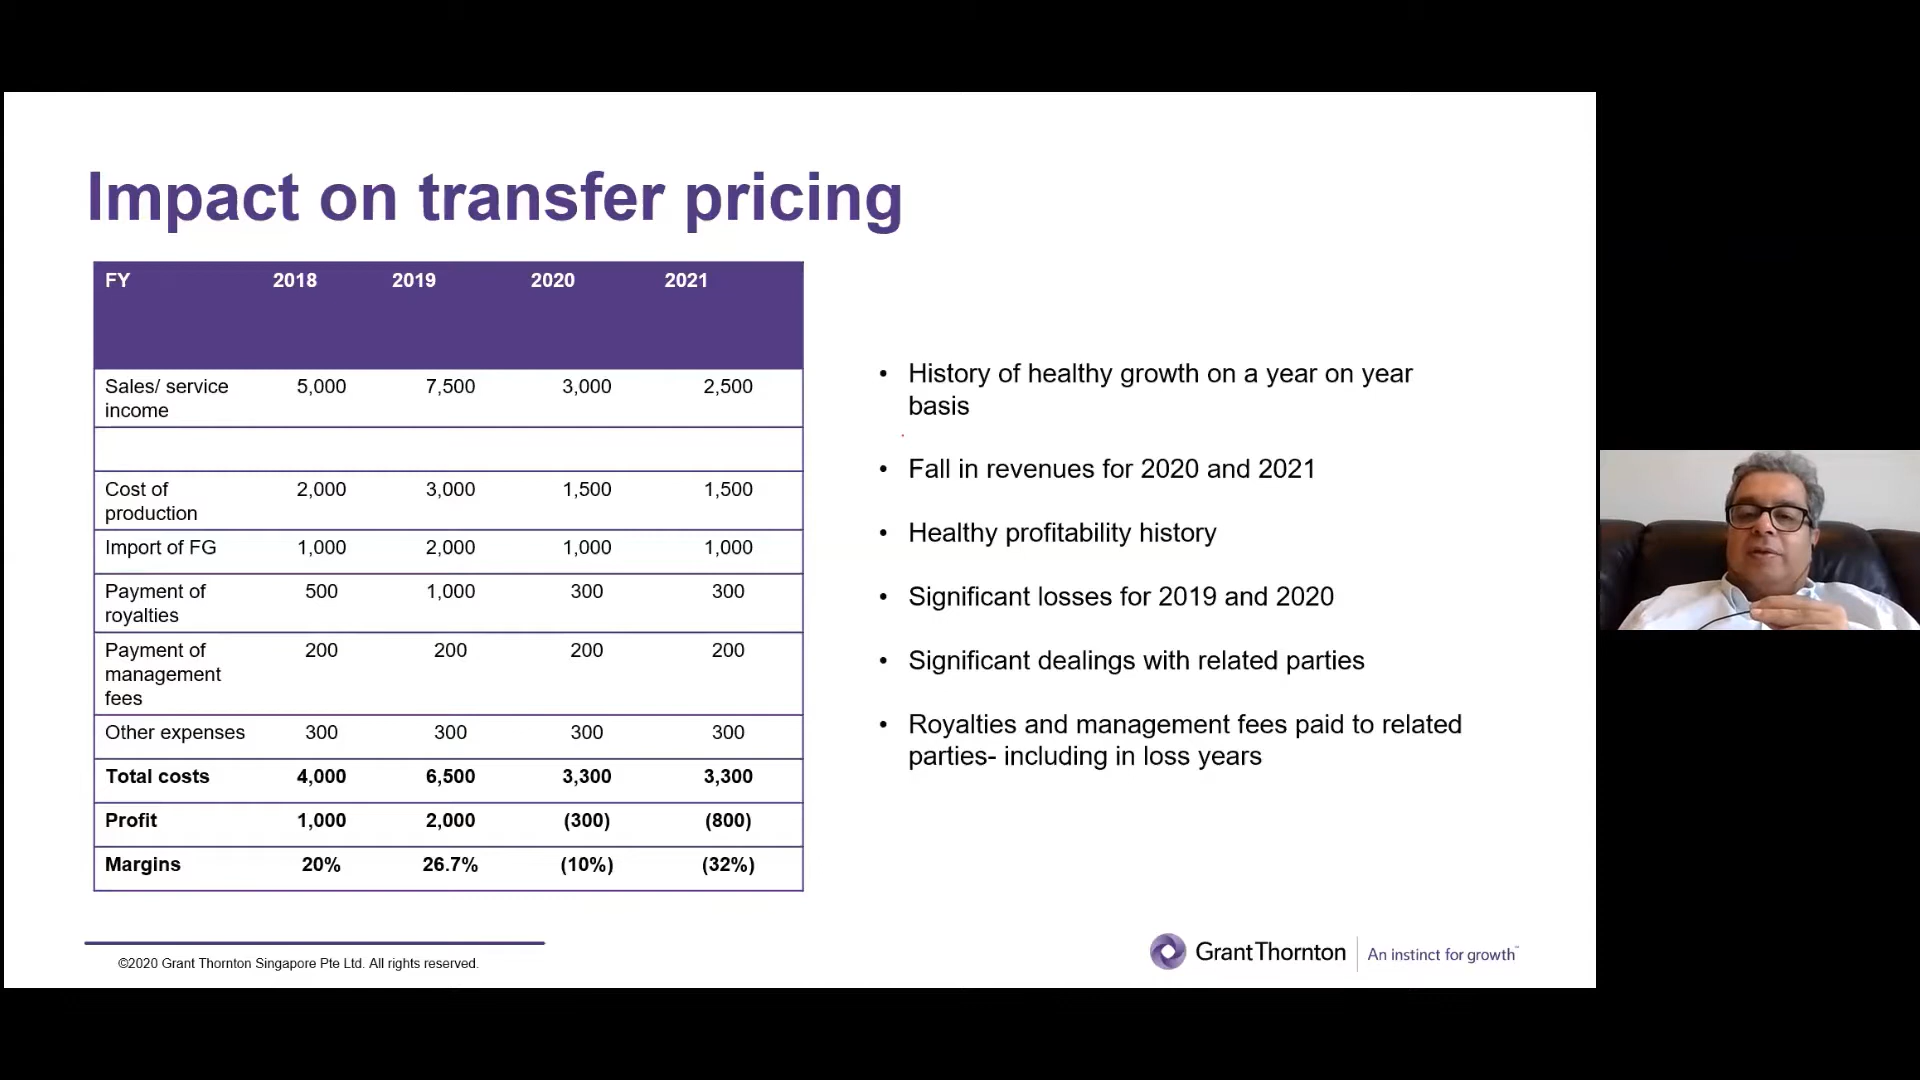 Impact on transfer pricing
FY 2018 2019 2020 2021
Sales/ service 5,000 7,500 3,000 2,500
income
Cost of 2,000 3,000 1,500 1,500
production
Import of FG 1,000 2,000 1,000 1,000
Payment of 500 1,000 300 300
royalties
Payment of 200 200 200 200
management
fees
Other expenses 300 300 300 300
Total costs 4,000 6,500 3,300 3,300
Profit 1,000 2,000 (300) (800)
Margins 20% 26.7% (10%) (32%)
• History of healthy growth on a year on year
basis
• Fall in revenues for 2020 and 2021
• Healthy profitability history
• Significant losses for 2019 and 2020
• Significant dealings with related parties
• Royalties and management fees paid to related
parties- including in loss years
©2020 Grant Thornton Singapore Pte Ltd. All rights reserved.
GrantThornton
An instinct for growth™